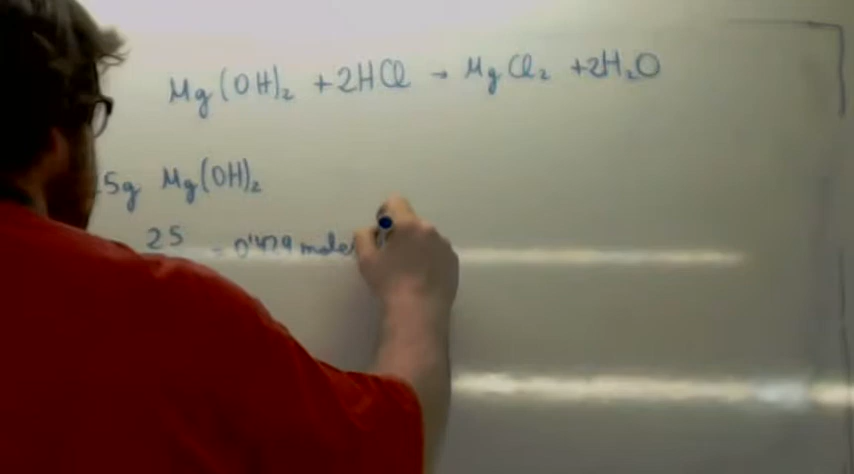 Mg(OH)₂ +2HCl → MgCl₂ +2H₂O
5g Mg(OH)₂
25 = 0'429 moles